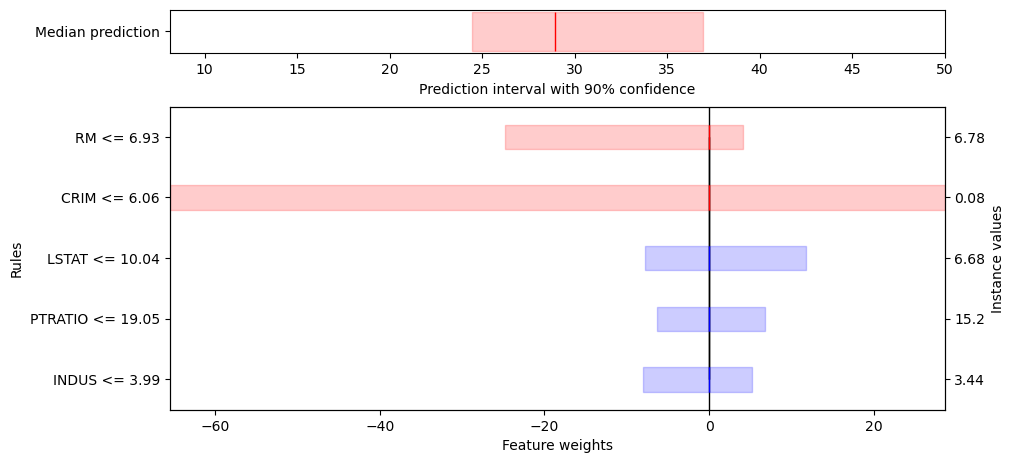 Median prediction
10 15 20 25 30 35 40 45 50
Prediction interval with 90% confidence
RM <= 6.93 6.78
CRIM <= 6.06 0.08
LSTAT <= 10.04 6.68
PTRATIO <= 19.05 15.2
INDUS <= 3.99 3.44
Rules
Instance values
−60 −40 −20 0 20
Feature weights